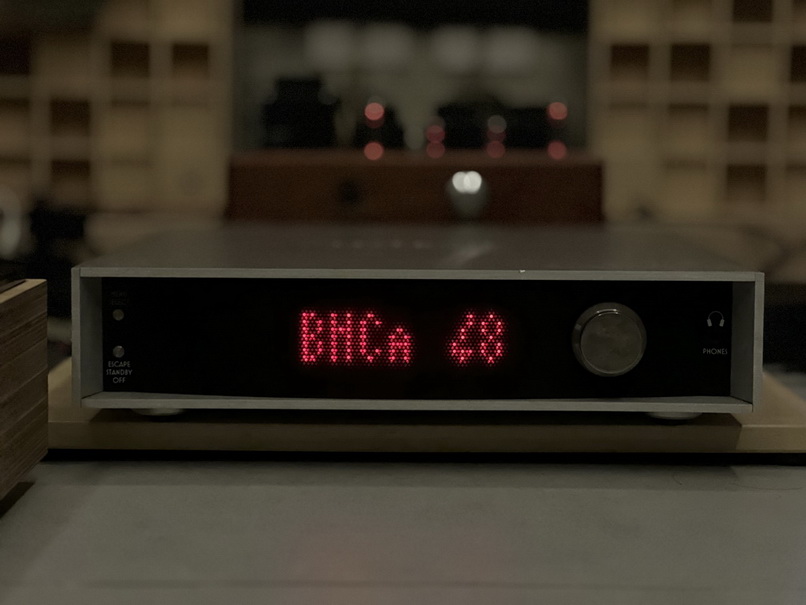 BHCA 48
ESCAPE
STANDBY
OFF
PHONES